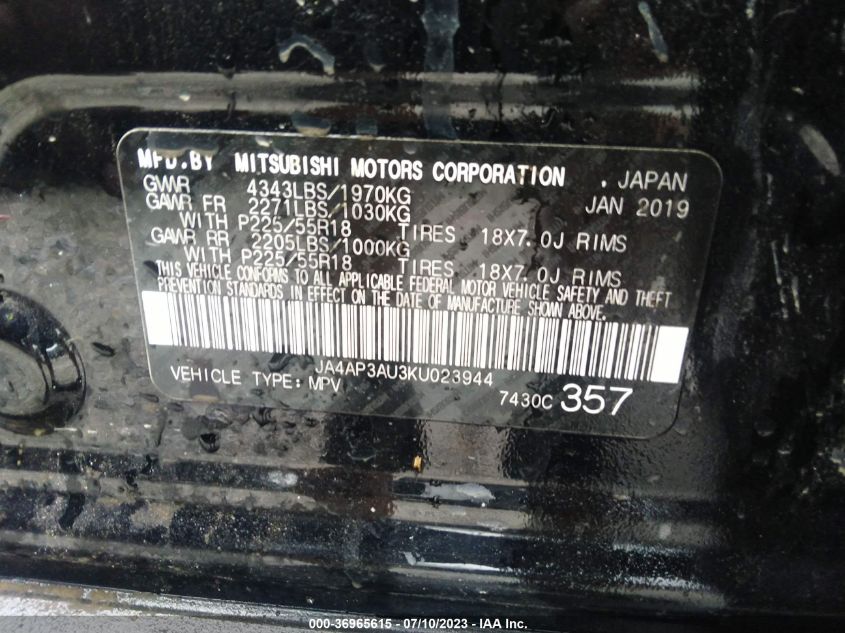 MFD.BY MITSUBISHI MOTORS CORPORATION . JAPAN
GVWR 4343LBS/1970KG JAN 2019
GAWR FR 2271LBS/1030KG
WITH P225/55R18 TIRES 18X7.0J RIMS
GAWR RR 2205LBS/1000KG
WITH P225/55R18 TIRES 18X7.0J RIMS
THIS VEHICLE CONFORMS TO ALL APPLICABLE FEDERAL MOTOR VEHICLE SAFETY AND THEFT
PREVENTION STANDARDS IN EFFECT ON THE DATE OF MANUFACTURE SHOWN ABOVE.
JA4AP3AU3KU023944
VEHICLE TYPE: MPV 7430C 357
000-36965615 - 07/10/2023 - IAA Inc.